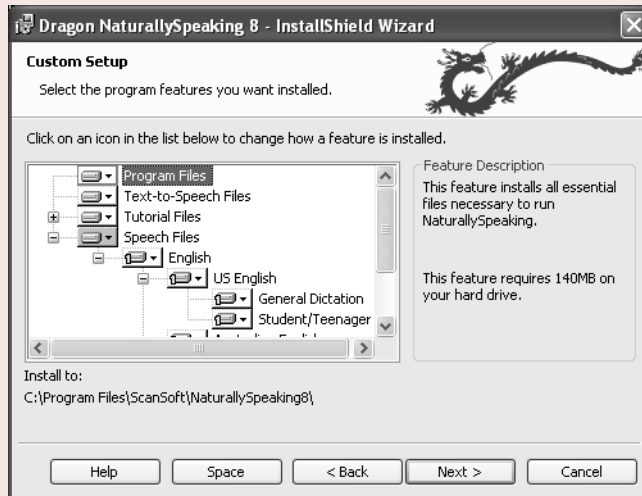 Dragon NaturallySpeaking 8 - InstallShield Wizard
Custom Setup
Select the program features you want installed.
Click on an icon in the list below to change how a feature is installed.
Program Files
Text-to-Speech Files
Tutorial Files
Speech Files
English
US English
General Dictation
Student/Teenager
Feature Description
This feature installs all essential
files necessary to run
NaturallySpeaking.
This feature requires 140MB on
your hard drive.
Install to:
C:\Program Files\ScanSoft\NaturallySpeaking8\
Help
Space
< Back
Next >
Cancel